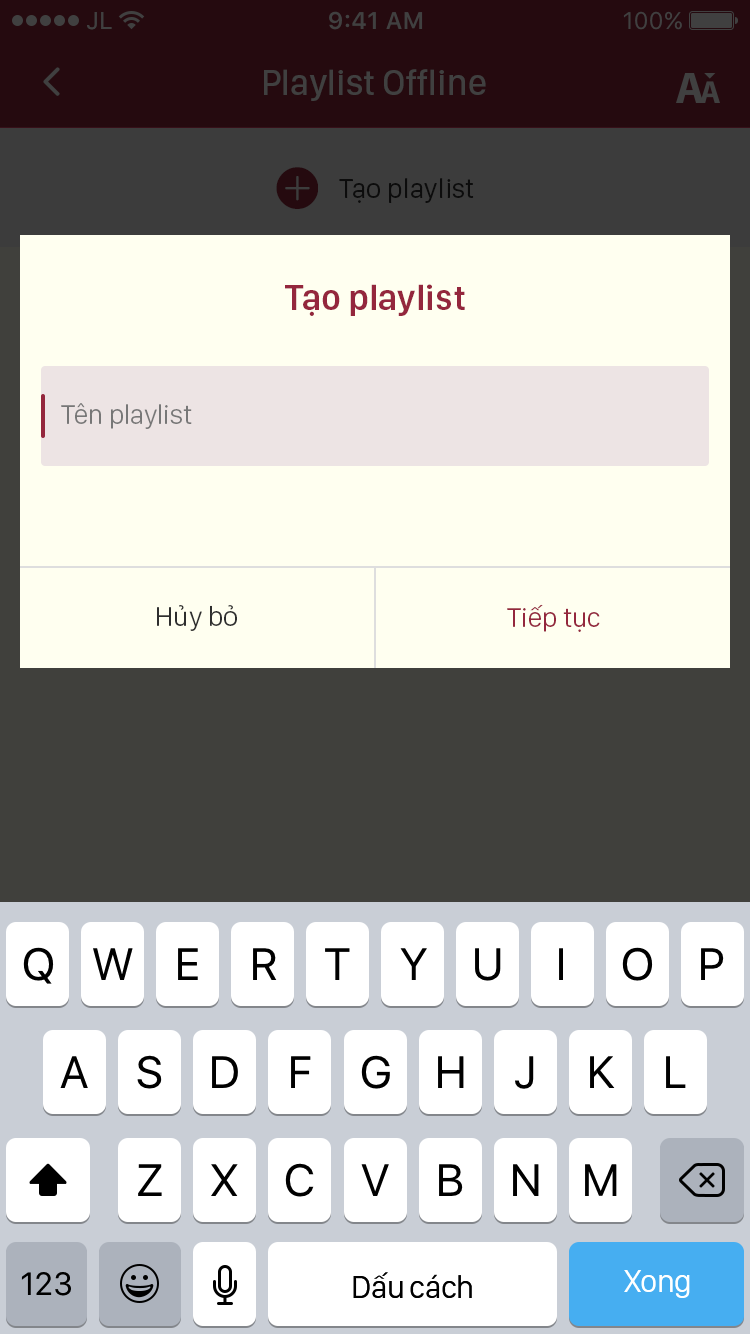 JL 9:41 AM 100%
Playlist Offline AA
Tạo playlist
Tạo playlist
Tên playlist
Hủy bỏ Tiếp tục
Q W E R T Y U I O P
A S D F G H J K L
Z X C V B N M
123 Dấu cách Xong